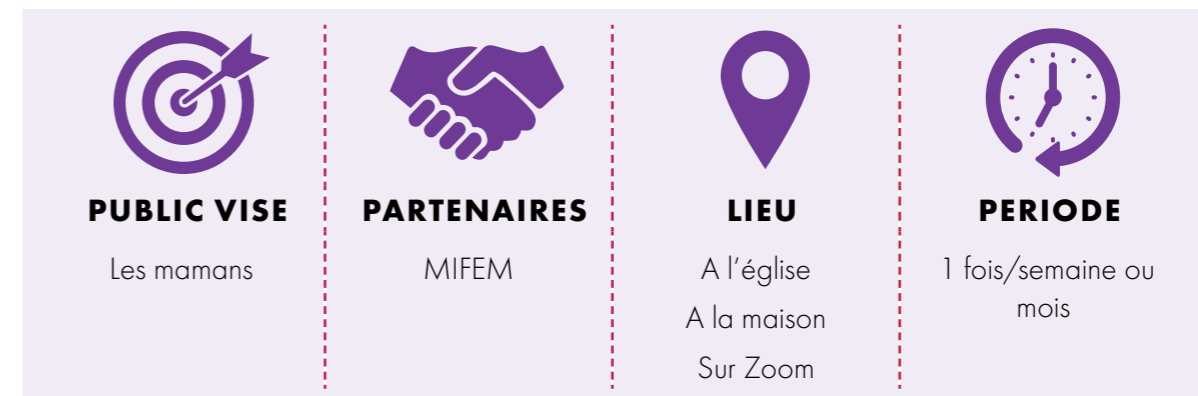 PUBLIC VISE
Les mamans
PARTENAIRES
MIFEM
LIEU
A l'église
A la maison
Sur Zoom
PERIODE
1 fois/semaine ou
mois